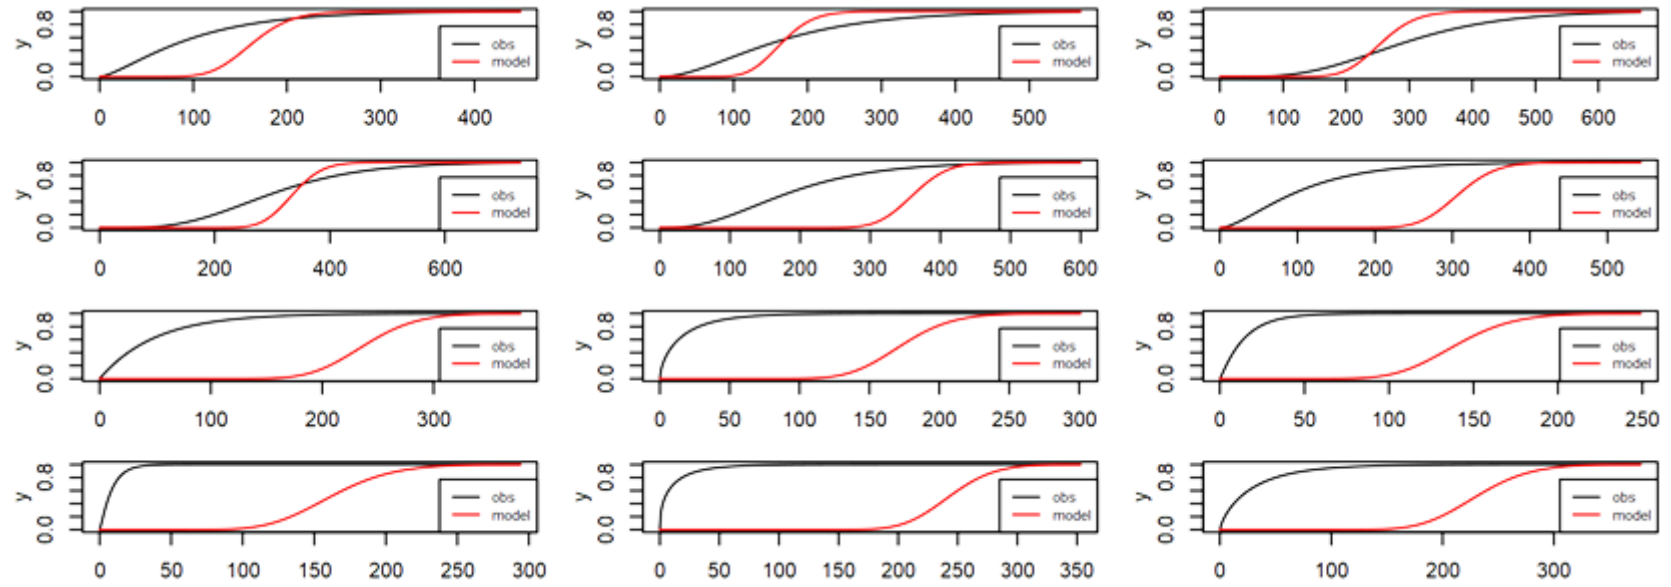 y 0.0 0.8 obs model 0 100 200 300 400
y 0.0 0.8 obs model 0 100 200 300 400 500
y 0.0 0.8 obs model 0 100 200 300 400 500 600
y 0.0 0.8 obs model 0 200 400 600
y 0.0 0.8 obs model 0 100 200 300 400 500 600
y 0.0 0.8 obs model 0 100 200 300 400 500
y 0.0 0.8 obs model 0 100 200 300
y 0.0 0.8 obs model 0 50 100 150 200 250 300
y 0.0 0.8 obs model 0 50 100 150 200 250
y 0.0 0.8 obs model 0 50 100 150 200 250 300
y 0.0 0.8 obs model 0 50 100 150 200 250 300 350
y 0.0 0.8 obs model 0 100 200 300